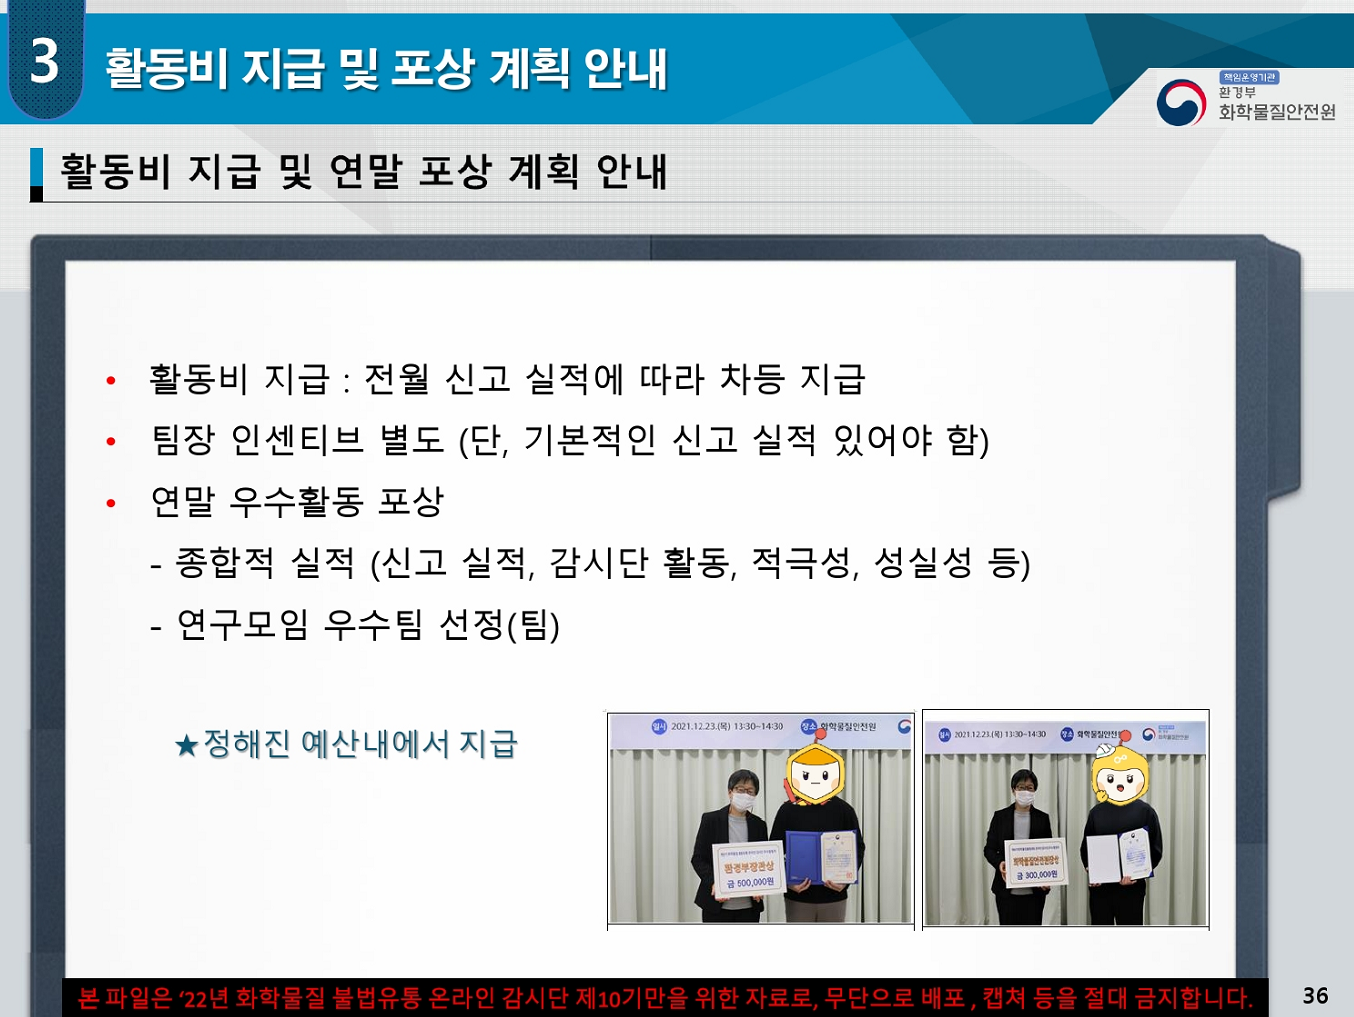 3
활동비 지급 및 포상 계획 안내
책임운영기관
환경부
화학물질안전원
활동비 지급 및 연말 포상 계획 안내
• 활동비 지급 : 전월 신고 실적에 따라 차등 지급
• 팀장 인센티브 별도 (단, 기본적인 신고 실적 있어야 함)
• 연말 우수활동 포상
- 종합적 실적 (신고 실적, 감시단 활동, 적극성, 성실성 등)
- 연구모임 우수팀 선정(팀)
★정해진 예산내에서 지급
일시 2021.12.23.(목) 13:30~14:30 장소 화학물질안전원
환경부장관상
금 500,000원
일시 2021.12.23.(목) 13:30~14:30 장소 화학물질안전원
화학물질안전원장상
금 300,000원
본 파일은 ‘22년 화학물질 불법유통 온라인 감시단 제10기만을 위한 자료로, 무단으로 배포 , 캡쳐 등을 절대 금지합니다.
36